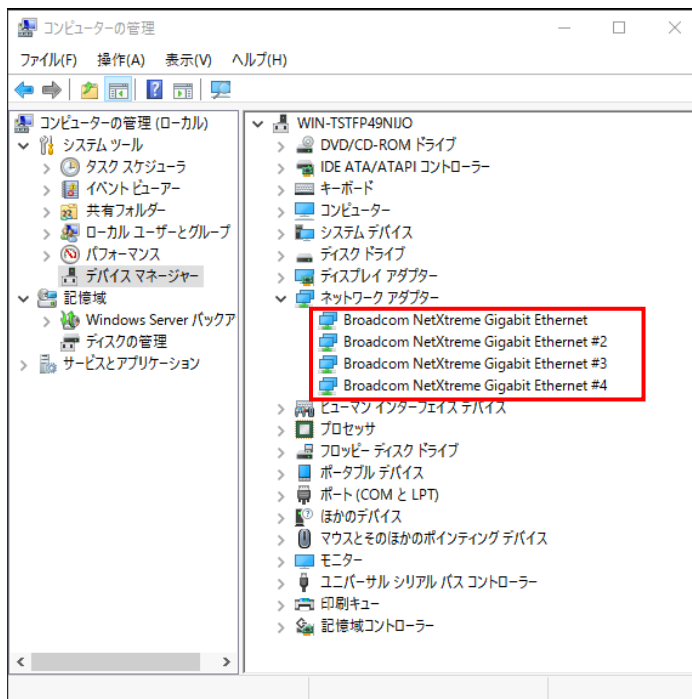 コンピューターの管理
ファイル(F) 操作(A) 表示(V) ヘルプ(H)
コンピューターの管理 (ローカル)
システム ツール
タスク スケジューラ
イベント ビューアー
共有フォルダー
ローカル ユーザーとグループ
パフォーマンス
デバイス マネージャー
記憶域
Windows Server バックア
ディスクの管理
サービスとアプリケーション
WIN-TSTFP49NIJO
DVD/CD-ROM ドライブ
IDE ATA/ATAPI コントローラー
キーボード
コンピューター
システム デバイス
ディスク ドライブ
ディスプレイ アダプター
ネットワーク アダプター
Broadcom NetXtreme Gigabit Ethernet
Broadcom NetXtreme Gigabit Ethernet #2
Broadcom NetXtreme Gigabit Ethernet #3
Broadcom NetXtreme Gigabit Ethernet #4
ヒューマン インターフェイス デバイス
プロセッサ
フロッピー ディスク ドライブ
ポータブル デバイス
ポート (COM と LPT)
ほかのデバイス
マウスとそのほかのポインティング デバイス
モニター
ユニバーサル シリアル バス コントローラー
印刷キュー
記憶域コントローラー